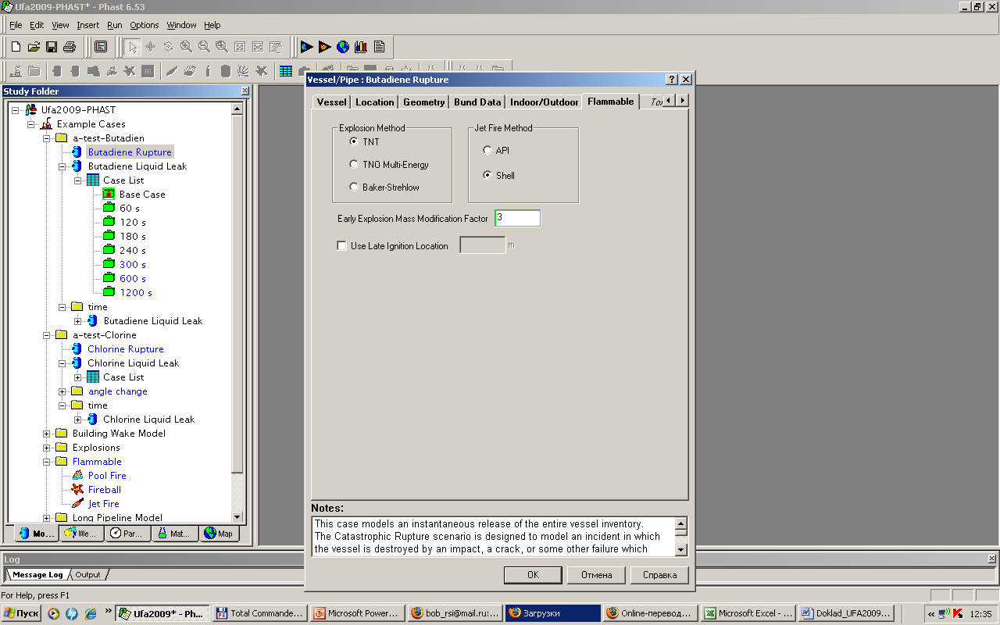 Ufa2009-PHAST* - Phast 6.53
File Edit View Insert Run Options Window Help
Study Folder
Ufa2009-PHAST
Example Cases
a-test-Butadien
Butadiene Rupture
Butadiene Liquid Leak
Case List
Base Case
60 s
120 s
180 s
240 s
300 s
600 s
1200 s
time
Butadiene Liquid Leak
a-test-Clorine
Chlorine Rupture
Chlorine Liquid Leak
Case List
angle change
time
Chlorine Liquid Leak
Building Wake Model
Explosions
Flammable
Pool Fire
Fireball
Jet Fire
Long Pipeline Model
Mo... We... Par... Mat... Map
Vessel/Pipe : Butadiene Rupture
Vessel Location Geometry Bund Data Indoor/Outdoor Flammable
Explosion Method
TNT
TNO Multi-Energy
Baker-Strehlow
Jet Fire Method
API
Shell
Early Explosion Mass Modification Factor 3
Use Late Ignition Location m
Notes:
This case models an instantaneous release of the entire vessel inventory.
The Catastrophic Rupture scenario is designed to model an incident in which
the vessel is destroyed by an impact, a crack, or some other failure which
OK Отмена Справка
Log
Message Log Output
For Help, press F1
Пуск » Ufa2009* - Ph... Total Commande... Microsoft Power... bob_rsi@mail.ru:... Загрузки Online-перевод... Microsoft Excel - ... Doklad_UFA2009... « 12:35